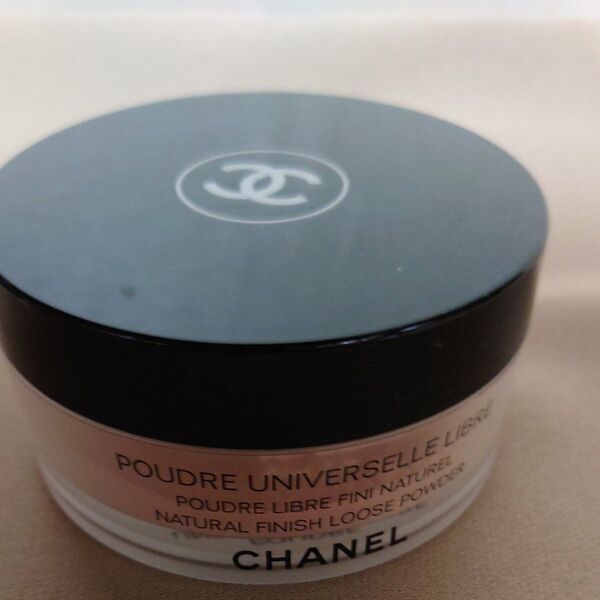 POUDRE UNIVERSELLE LIBRE
POUDRE LIBRE FINI NATUREL
NATURAL FINISH LOOSE POWDER
CHANEL